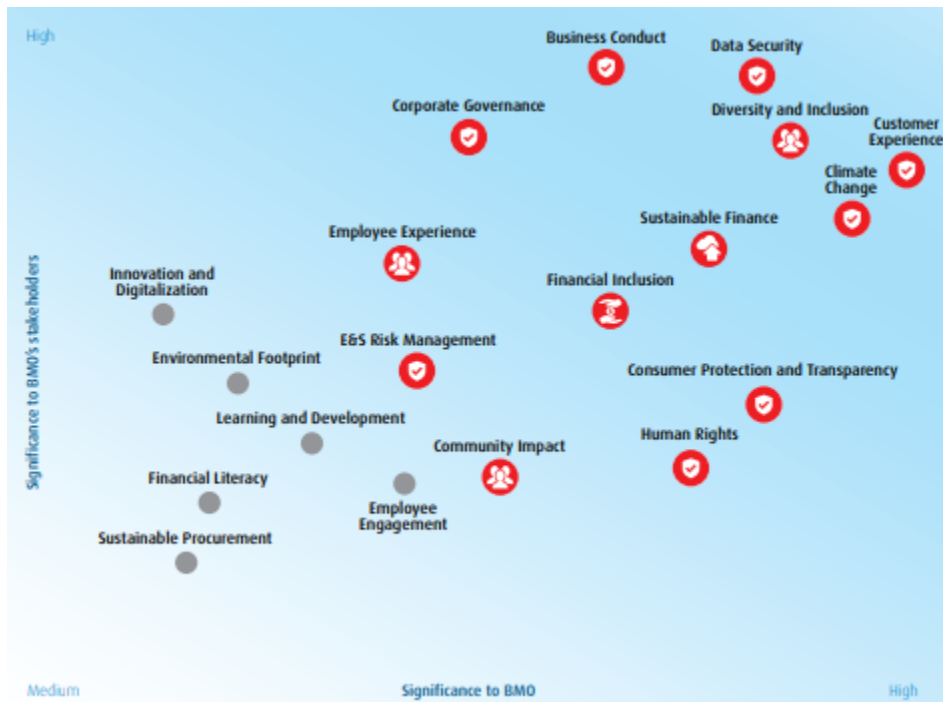 High
Business Conduct
Data Security
Corporate Governance
Diversity and Inclusion
Customer
Experience
Climate
Change
Sustainable Finance
Employee Experience
Innovation and
Digitalization
Financial Inclusion
E&S Risk Management
Environmental Footprint
Consumer Protection and Transparency
Learning and Development
Human Rights
Community Impact
Financial Literacy
Employee
Engagement
Sustainable Procurement
Significance to BMO's stakeholders
Medium
Significance to BMO
High